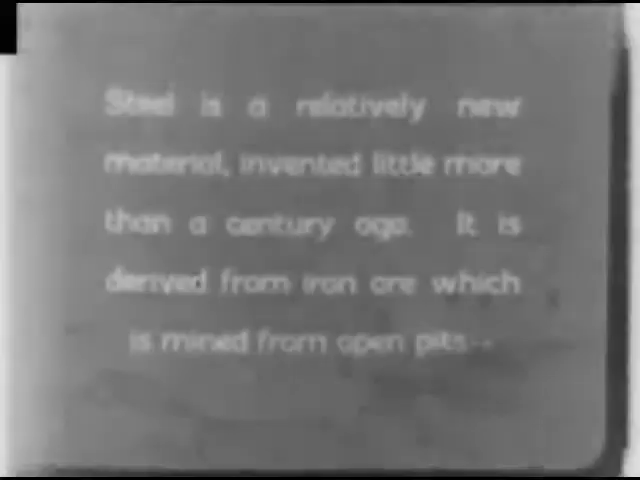 Steel is a relatively new
material, invented little more
than a century ago. It is
derived from iron ore which
is mined from open pits--